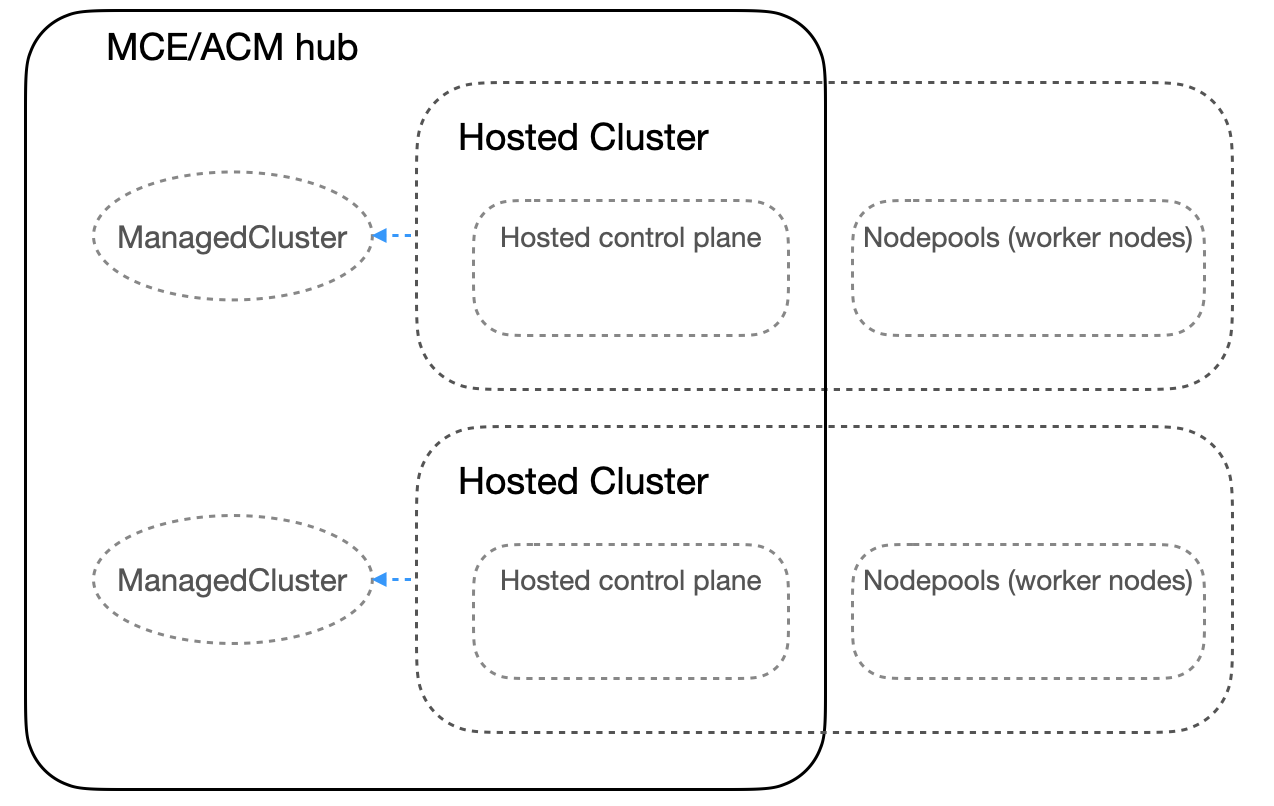 MCE/ACM hub
Hosted Cluster
ManagedCluster
Hosted control plane
Nodepools (worker nodes)
Hosted Cluster
ManagedCluster
Hosted control plane
Nodepools (worker nodes)